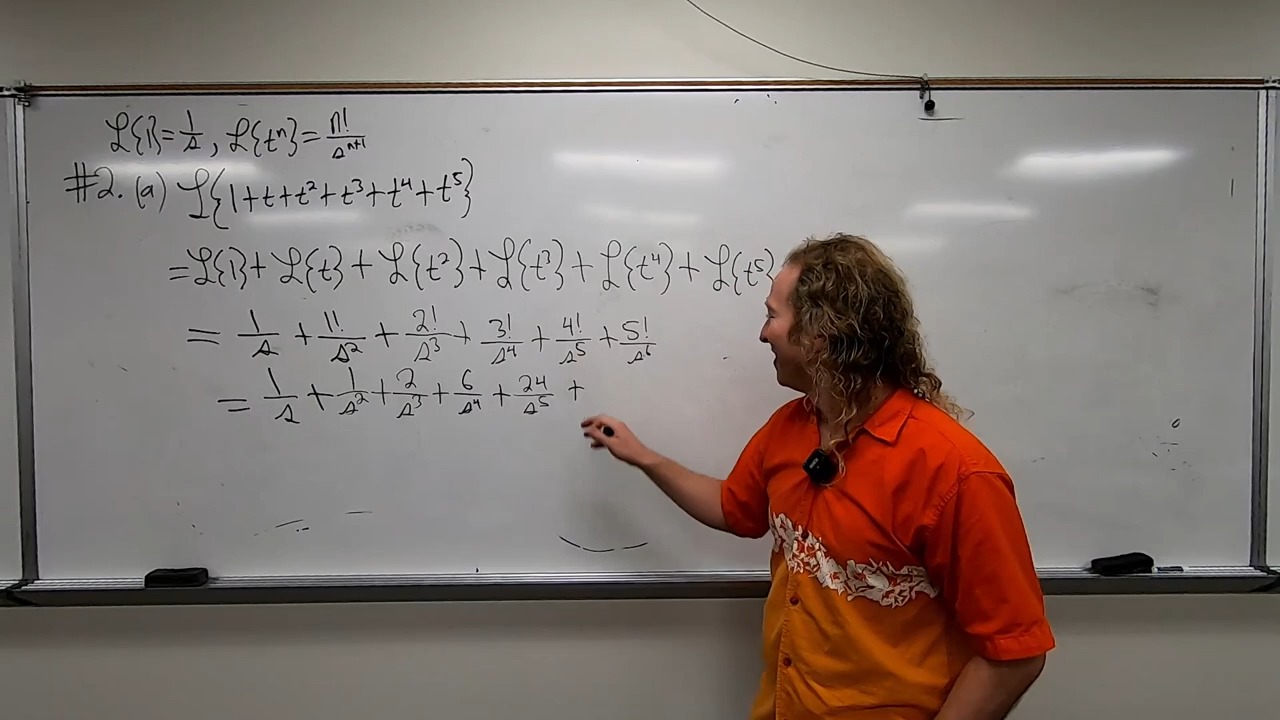 ℒ{1}=1/s, ℒ{tⁿ}=n!/sⁿ⁺¹
#2. (a) ℒ{1+t+t²+t³+t⁴+t⁵}
=ℒ{1}+ℒ{t}+ℒ{t²}+ℒ{t³}+ℒ{t⁴}+ℒ{t⁵}
= 1/s + 1!/s² + 2!/s³ + 3!/s⁴ + 4!/s⁵ + 5!/s⁶
= 1/s + 1/s² + 2/s³ + 6/s⁴ + 24/s⁵ +